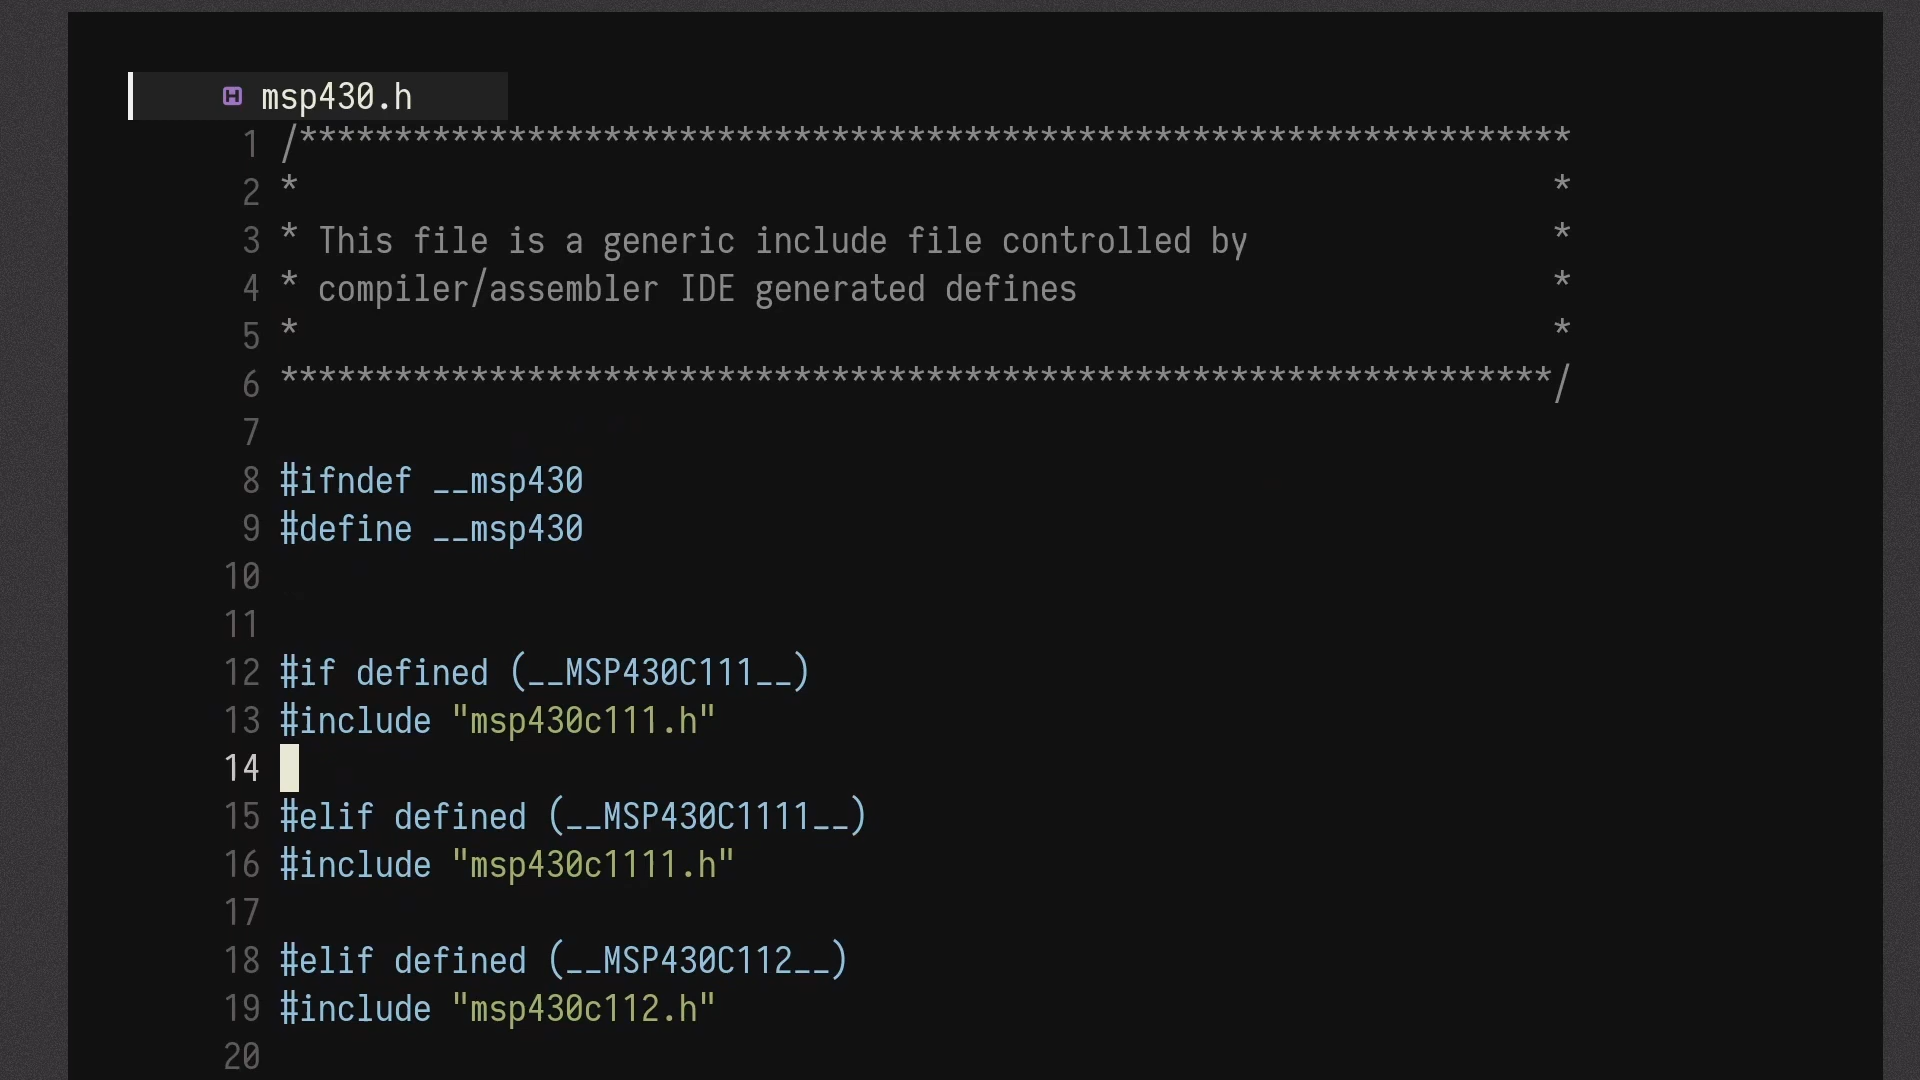 msp430.h
1 /*******************************************************************
2 * *
3 * This file is a generic include file controlled by *
4 * compiler/assembler IDE generated defines *
5 * *
6 *******************************************************************/
7
8 #ifndef __msp430
9 #define __msp430
10
11
12 #if defined (__MSP430C111__)
13 #include "msp430c111.h"
14
15 #elif defined (__MSP430C1111__)
16 #include "msp430c1111.h"
17
18 #elif defined (__MSP430C112__)
19 #include "msp430c112.h"
20